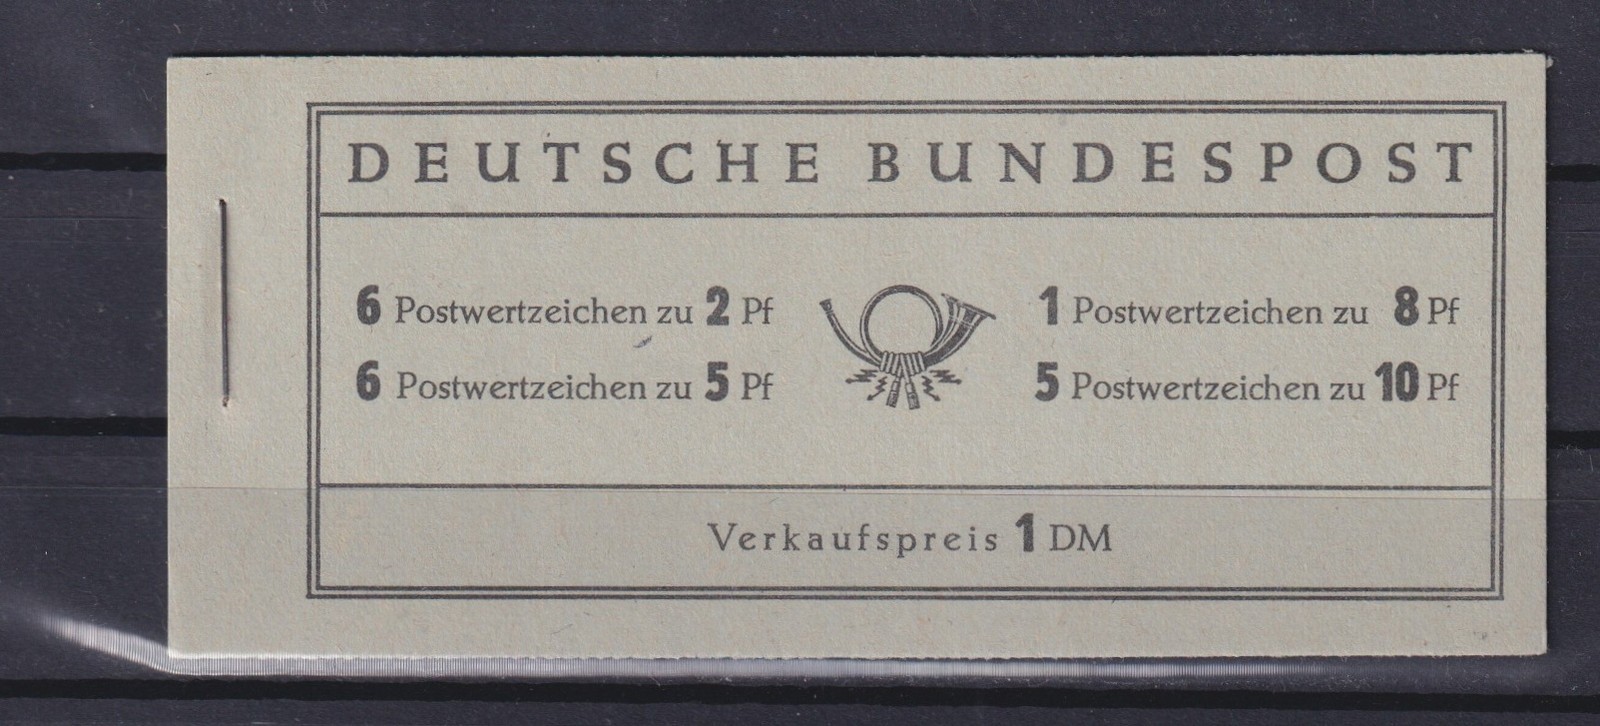 DEUTSCHE BUNDESPOST
6 Postwertzeichen zu 2 Pf
6 Postwertzeichen zu 5 Pf
1 Postwertzeichen zu 8 Pf
5 Postwertzeichen zu 10 Pf
Verkaufspreis 1 DM